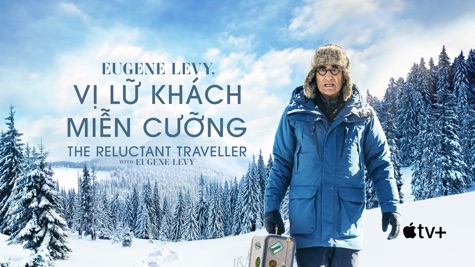 EUGENE LEVY,
VỊ LỮ KHÁCH
MIỄN CƯỠNG
THE RELUCTANT TRAVELLER
WITH EUGENE LEVY
tv+